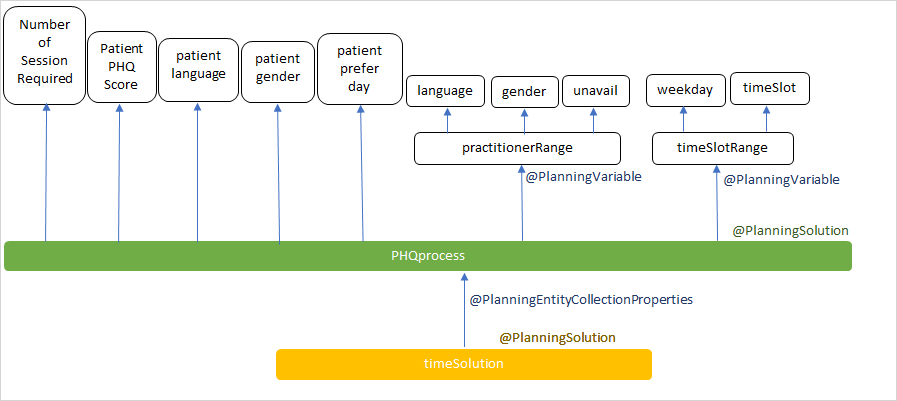 Number
of
Session
Required
Patient
PHQ
Score
patient
language
patient
gender
patient
prefer
day
language
gender
unavail
weekday
timeSlot
practitionerRange
timeSlotRange
@PlanningVariable
@PlanningVariable
@PlanningSolution
PHQprocess
@PlanningEntityCollectionProperties
@PlanningSolution
timeSolution